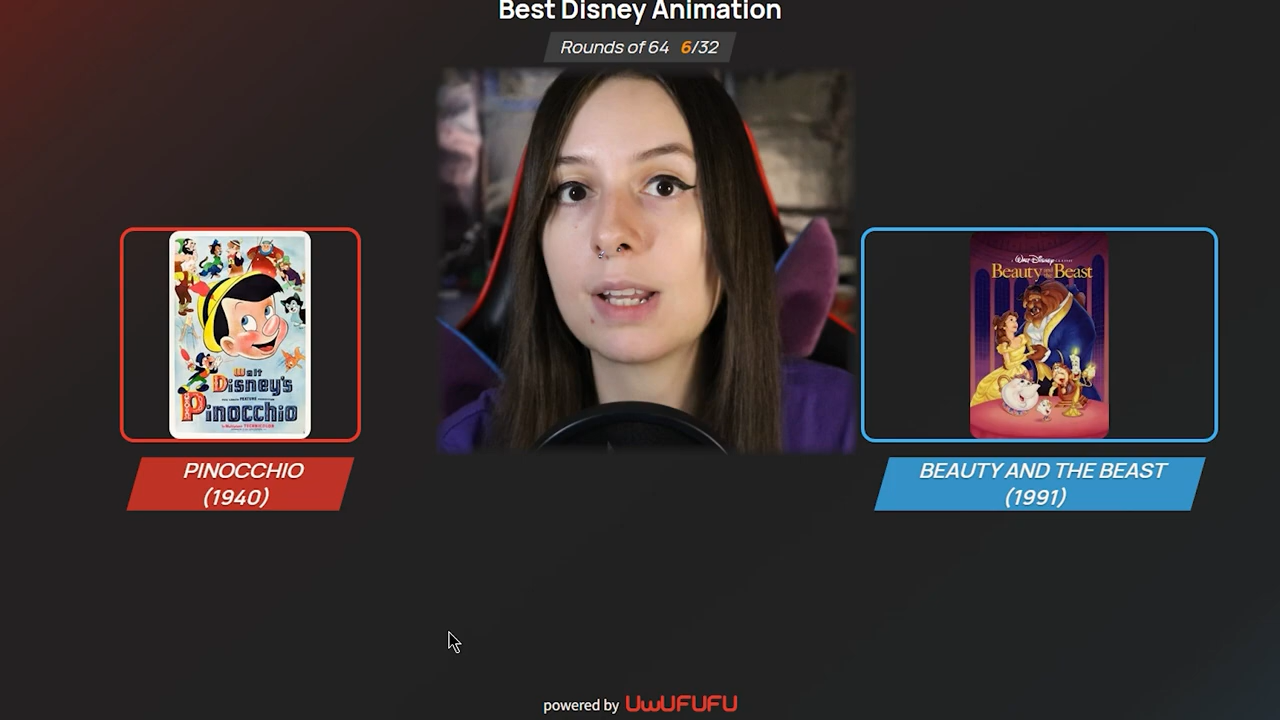 Best Disney Animation
Rounds of 64 6/32
Walt
Disney's
Pinocchio
Walt Disney
Beauty and the Beast
PINOCCHIO
(1940)
BEAUTY AND THE BEAST
(1991)
powered by UwUFUFU